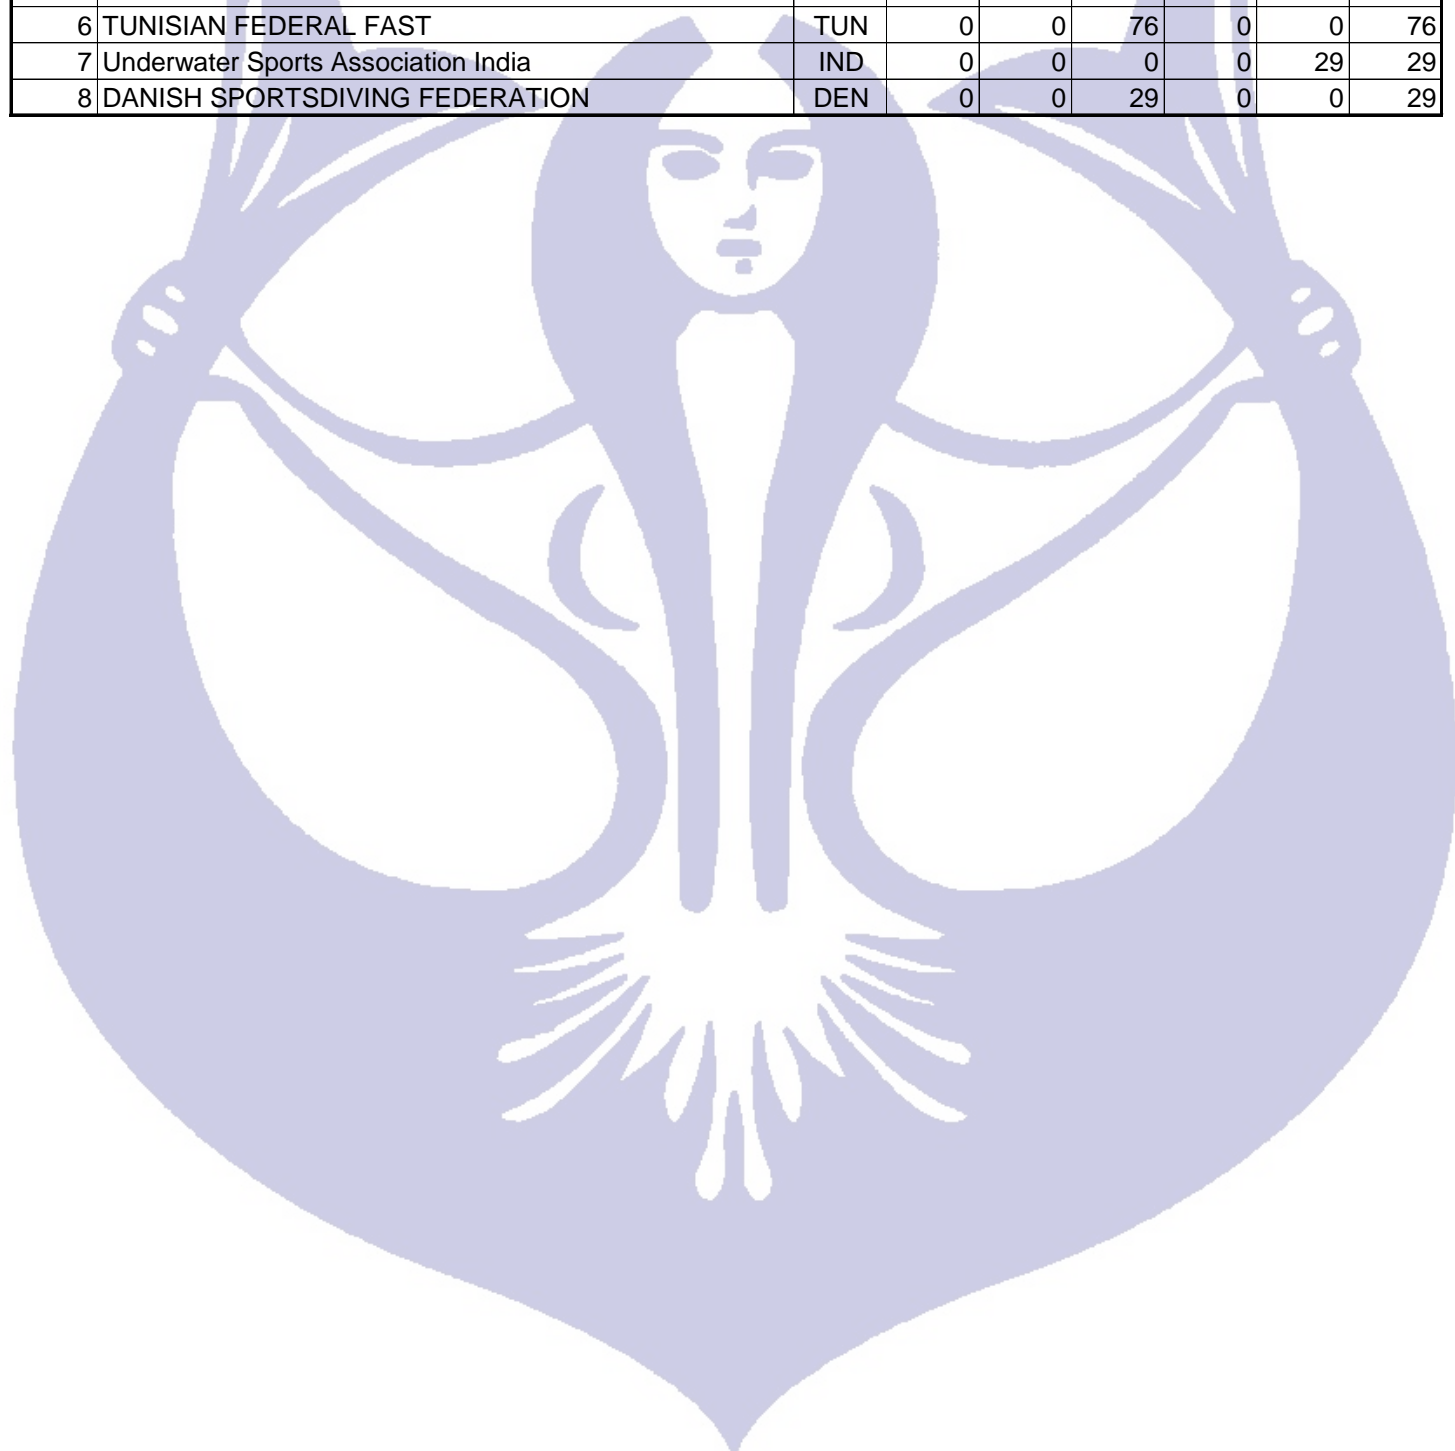 6 TUNISIAN FEDERAL FAST TUN 0 0 76 0 0 76
7 Underwater Sports Association India IND 0 0 0 0 29 29
8 DANISH SPORTSDIVING FEDERATION DEN 0 0 29 0 0 29